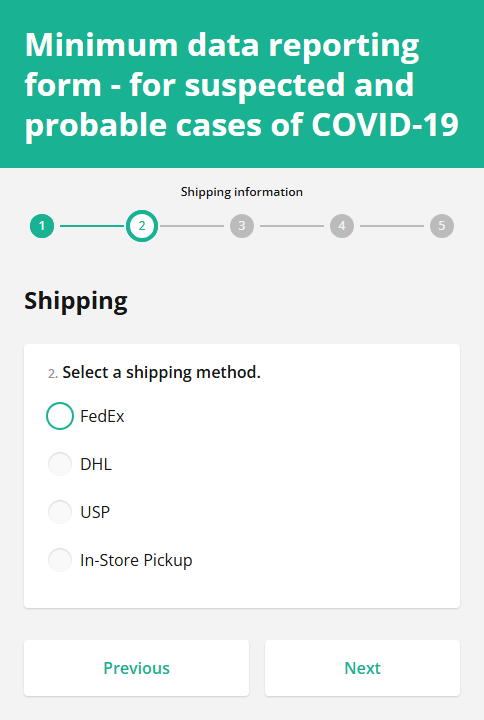 Minimum data reporting
form - for suspected and
probable cases of COVID-19
Shipping information
1 2 3 4 5
Shipping
2. Select a shipping method.
FedEx
DHL
USP
In-Store Pickup
Previous Next